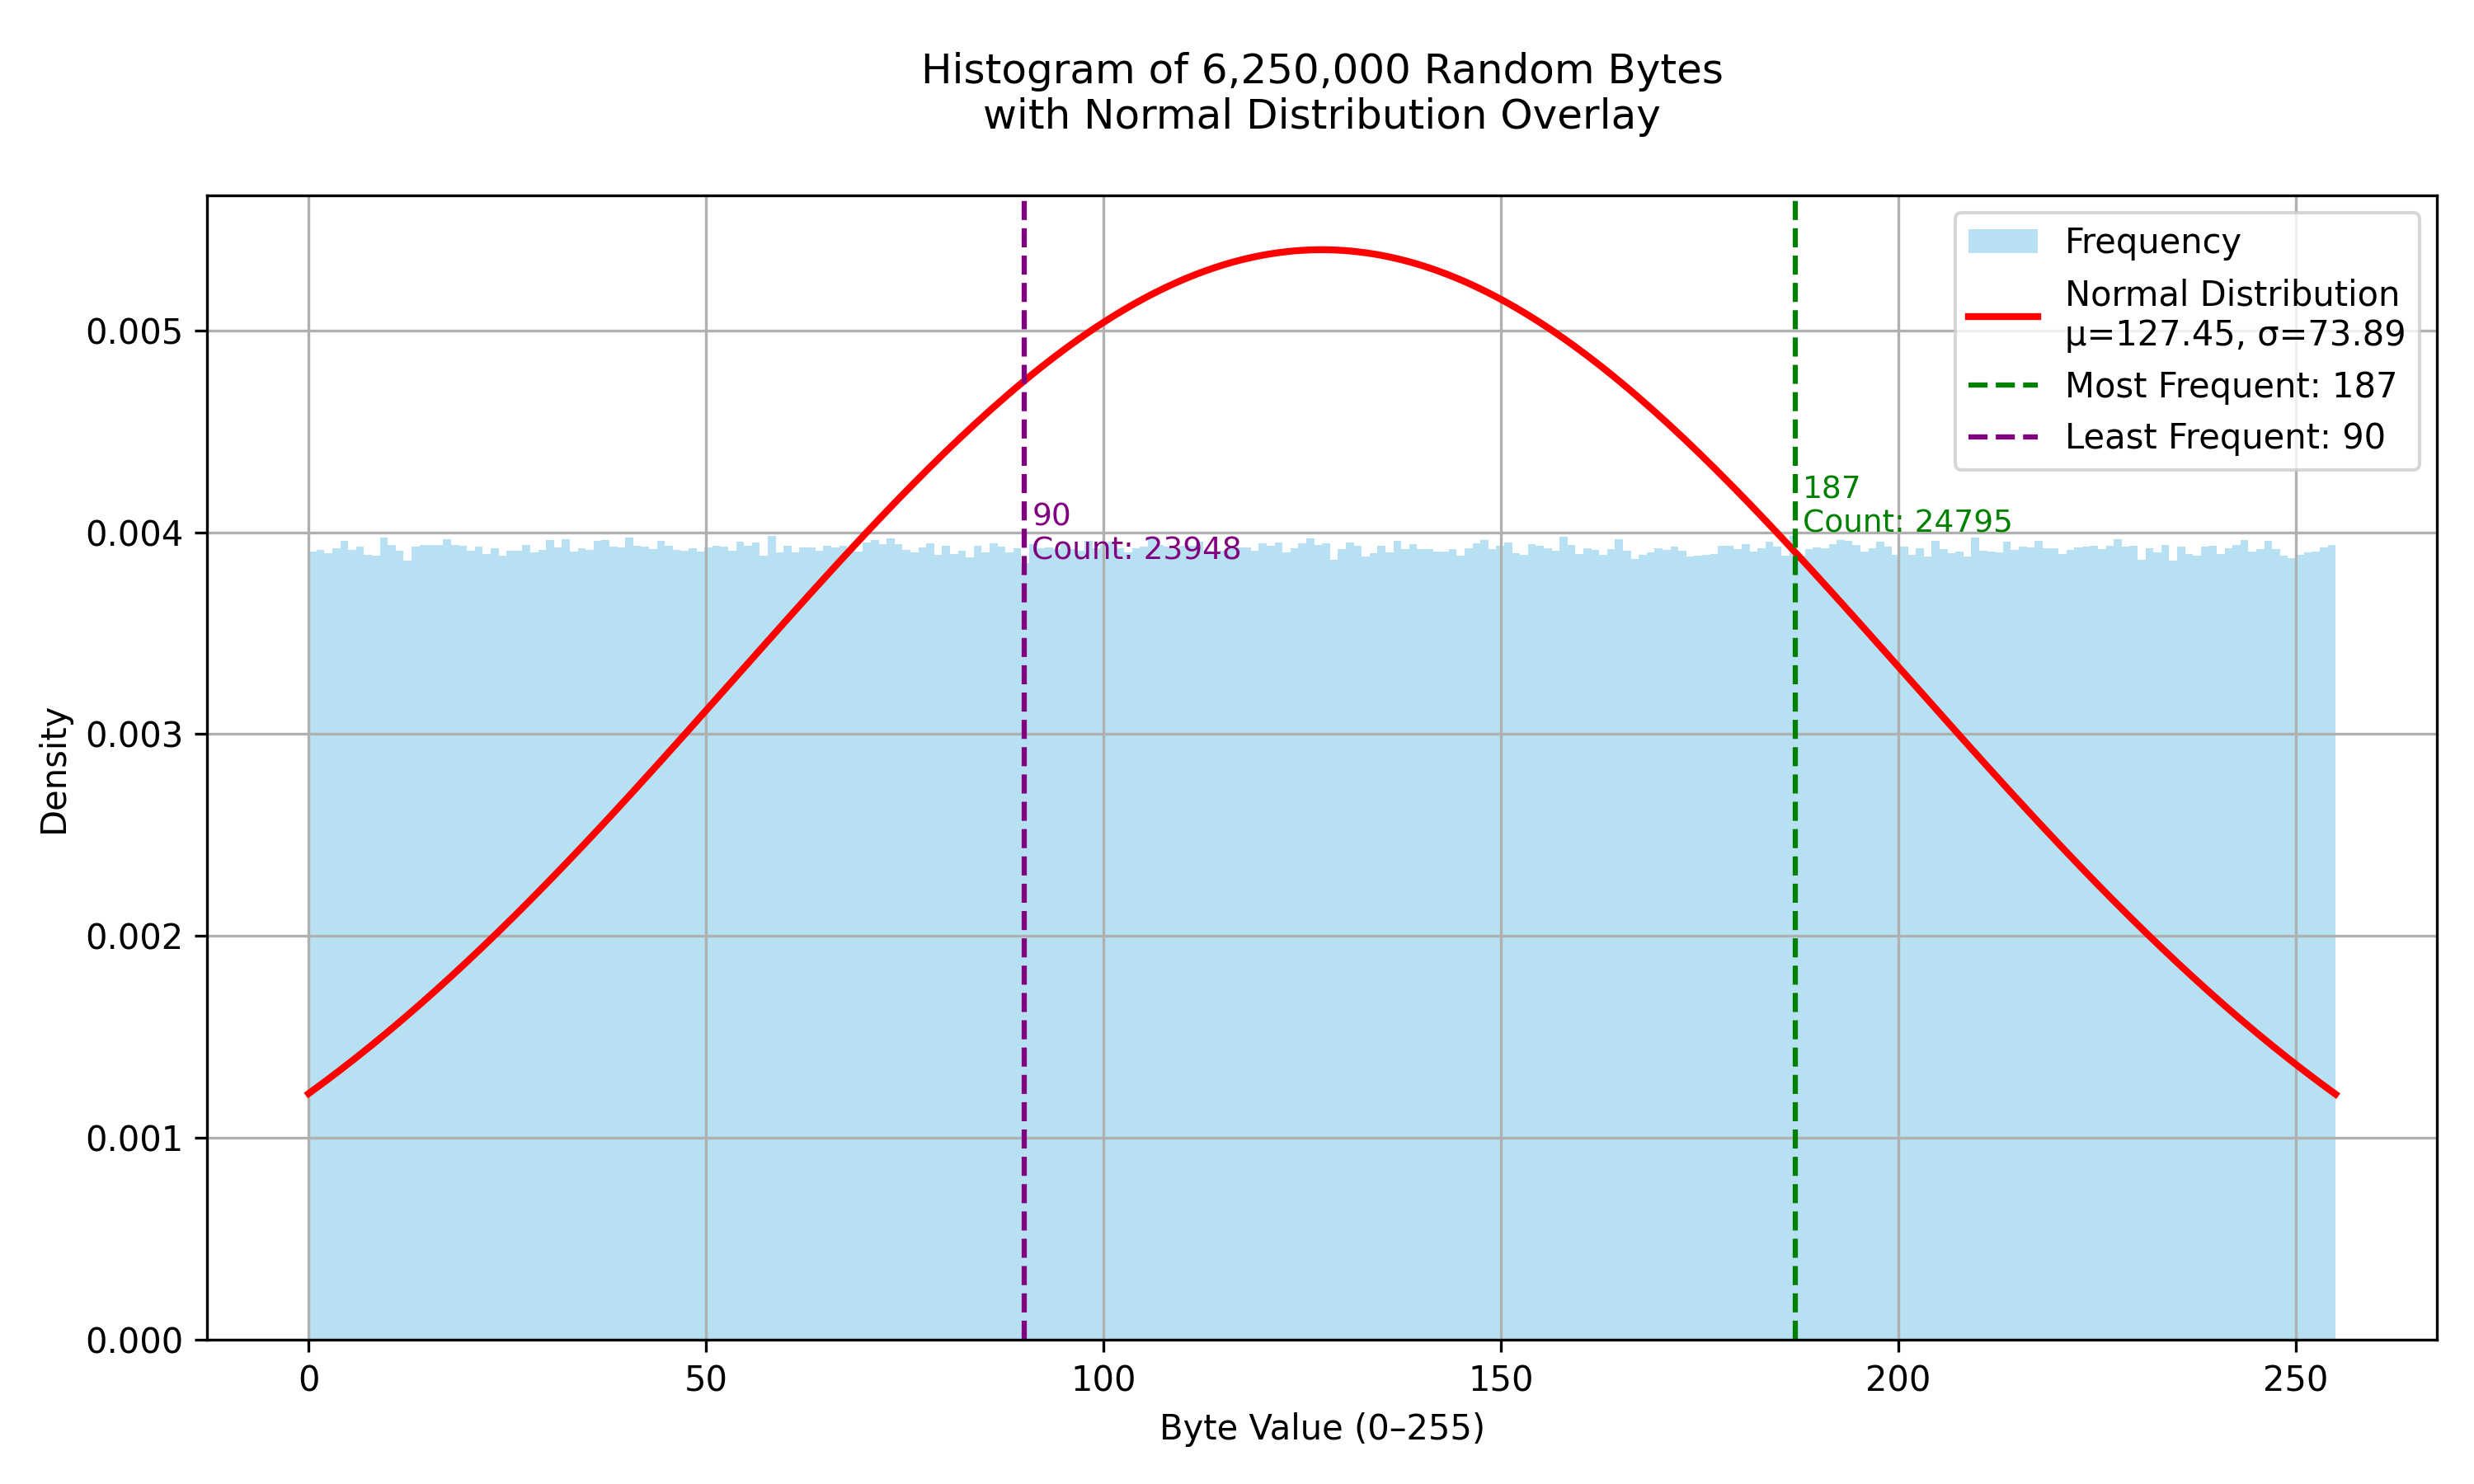 Histogram of 6,250,000 Random Bytes
with Normal Distribution Overlay
Frequency
Normal Distribution
μ=127.45, σ=73.89
Most Frequent: 187
Least Frequent: 90
187
Count: 24795
90
Count: 23948
Density
0.005
0.004
0.003
0.002
0.001
0.000
0
50
100
150
200
250
Byte Value (0–255)